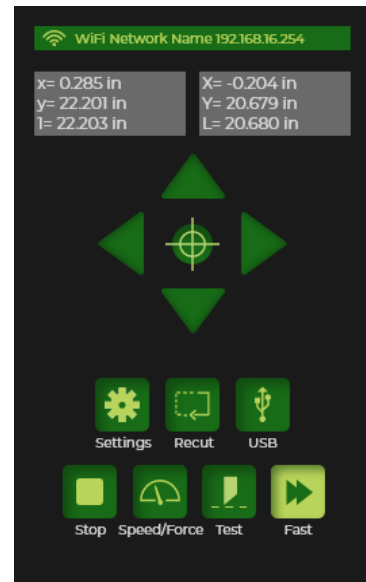 WiFi Network Name 192.168.16.254
x= 0.285 in
y= 22.201 in
l= 22.203 in
X= -0.204 in
Y= 20.679 in
L= 20.680 in
Settings Recut USB
Stop Speed/Force Test Fast